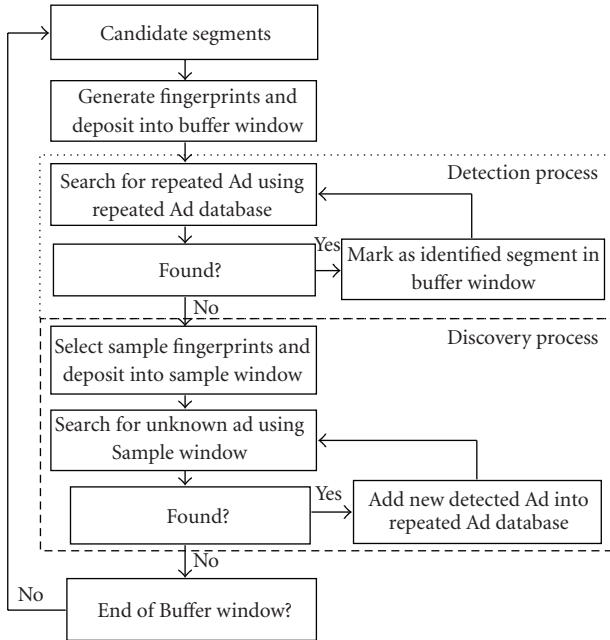 Candidate segments
Generate fingerprints and
deposit into buffer window
Detection process
Search for repeated Ad using
repeated Ad database
Yes
Mark as identified segment in
buffer window
Found?
No
Discovery process
Select sample fingerprints and
deposit into sample window
Search for unknown ad using
Sample window
Yes
Add new detected Ad into
repeated Ad database
Found?
No
No
End of Buffer window?